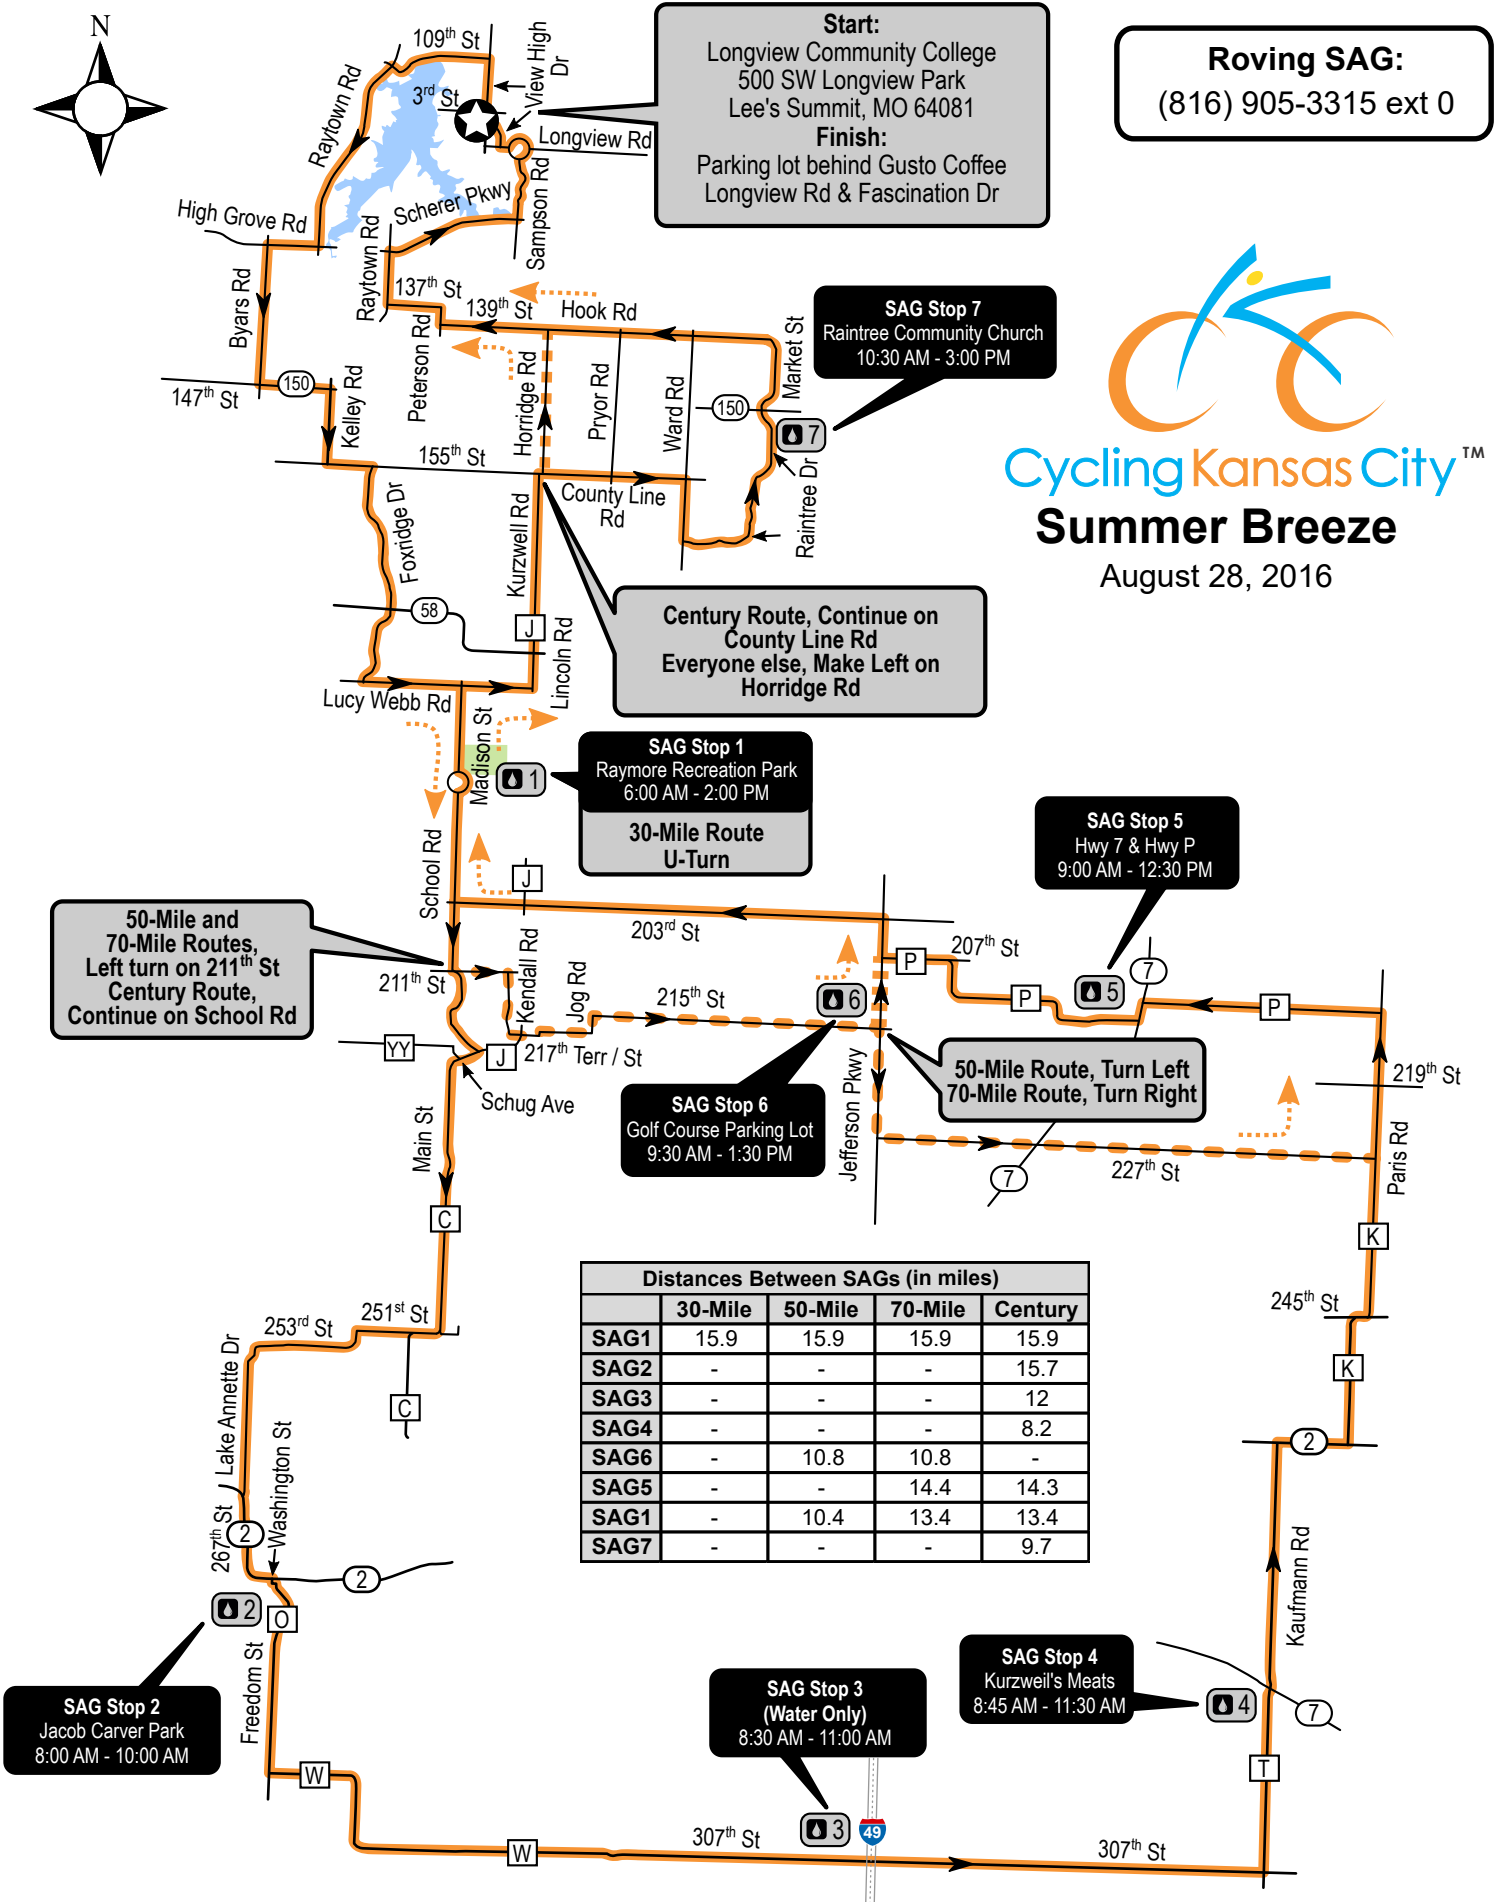 N
109th St
View High
Dr
3rd St
Raytown Rd
Longview Rd
Start:
Longview Community College
500 SW Longview Park
Lee's Summit, MO 64081
Finish:
Parking lot behind Gusto Coffee
Longview Rd & Fascination Dr
Roving SAG:
(816) 905-3315 ext 0
High Grove Rd
Scherer Pkwy
Sampson Rd
Raytown Rd
Byars Rd
137th St
139th St
Hook Rd
Peterson Rd
Market St
SAG Stop 7
Raintree Community Church
10:30 AM - 3:00 PM
147th St
150
Kelley Rd
Horridge Rd
Pryor Rd
Ward Rd
150
7
155th St
County Line
Rd
Raintree Dr
Foxridge Dr
Kurzwell Rd
Cycling Kansas City TM
Summer Breeze
August 28, 2016
58
J
Lincoln Rd
Century Route, Continue on
County Line Rd
Everyone else, Make Left on
Horridge Rd
Lucy Webb Rd
Madison St
1
SAG Stop 1
Raymore Recreation Park
6:00 AM - 2:00 PM
30-Mile Route
U-Turn
School Rd
J
203rd St
SAG Stop 5
Hwy 7 & Hwy P
9:00 AM - 12:30 PM
50-Mile and
70-Mile Routes,
Left turn on 211th St
Century Route,
Continue on School Rd
211th St
Kendall Rd
Jog Rd
215th St
6
P
207th St
P
5
7
P
YY
J
217th Terr / St
Schug Ave
Main St
SAG Stop 6
Golf Course Parking Lot
9:30 AM - 1:30 PM
Jefferson Pkwy
50-Mile Route, Turn Left
70-Mile Route, Turn Right
219th St
7
227th St
Paris Rd
C
K
Distances Between SAGs (in miles)
30-Mile 50-Mile 70-Mile Century
SAG1 15.9 15.9 15.9 15.9
SAG2 - - - 15.7
SAG3 - - - 12
SAG4 - - - 8.2
SAG6 - 10.8 10.8 -
SAG5 - - 14.4 14.3
SAG1 - 10.4 13.4 13.4
SAG7 - - - 9.7
251st St
253rd St
245th St
Lake Annette Dr
C
K
2
Washington St
267th St
2
2
Kaufmann Rd
2
O
Freedom St
SAG Stop 2
Jacob Carver Park
8:00 AM - 10:00 AM
SAG Stop 3
(Water Only)
8:30 AM - 11:00 AM
SAG Stop 4
Kurzweil's Meats
8:45 AM - 11:30 AM
4
7
W
T
3
49
W
307th St
307th St